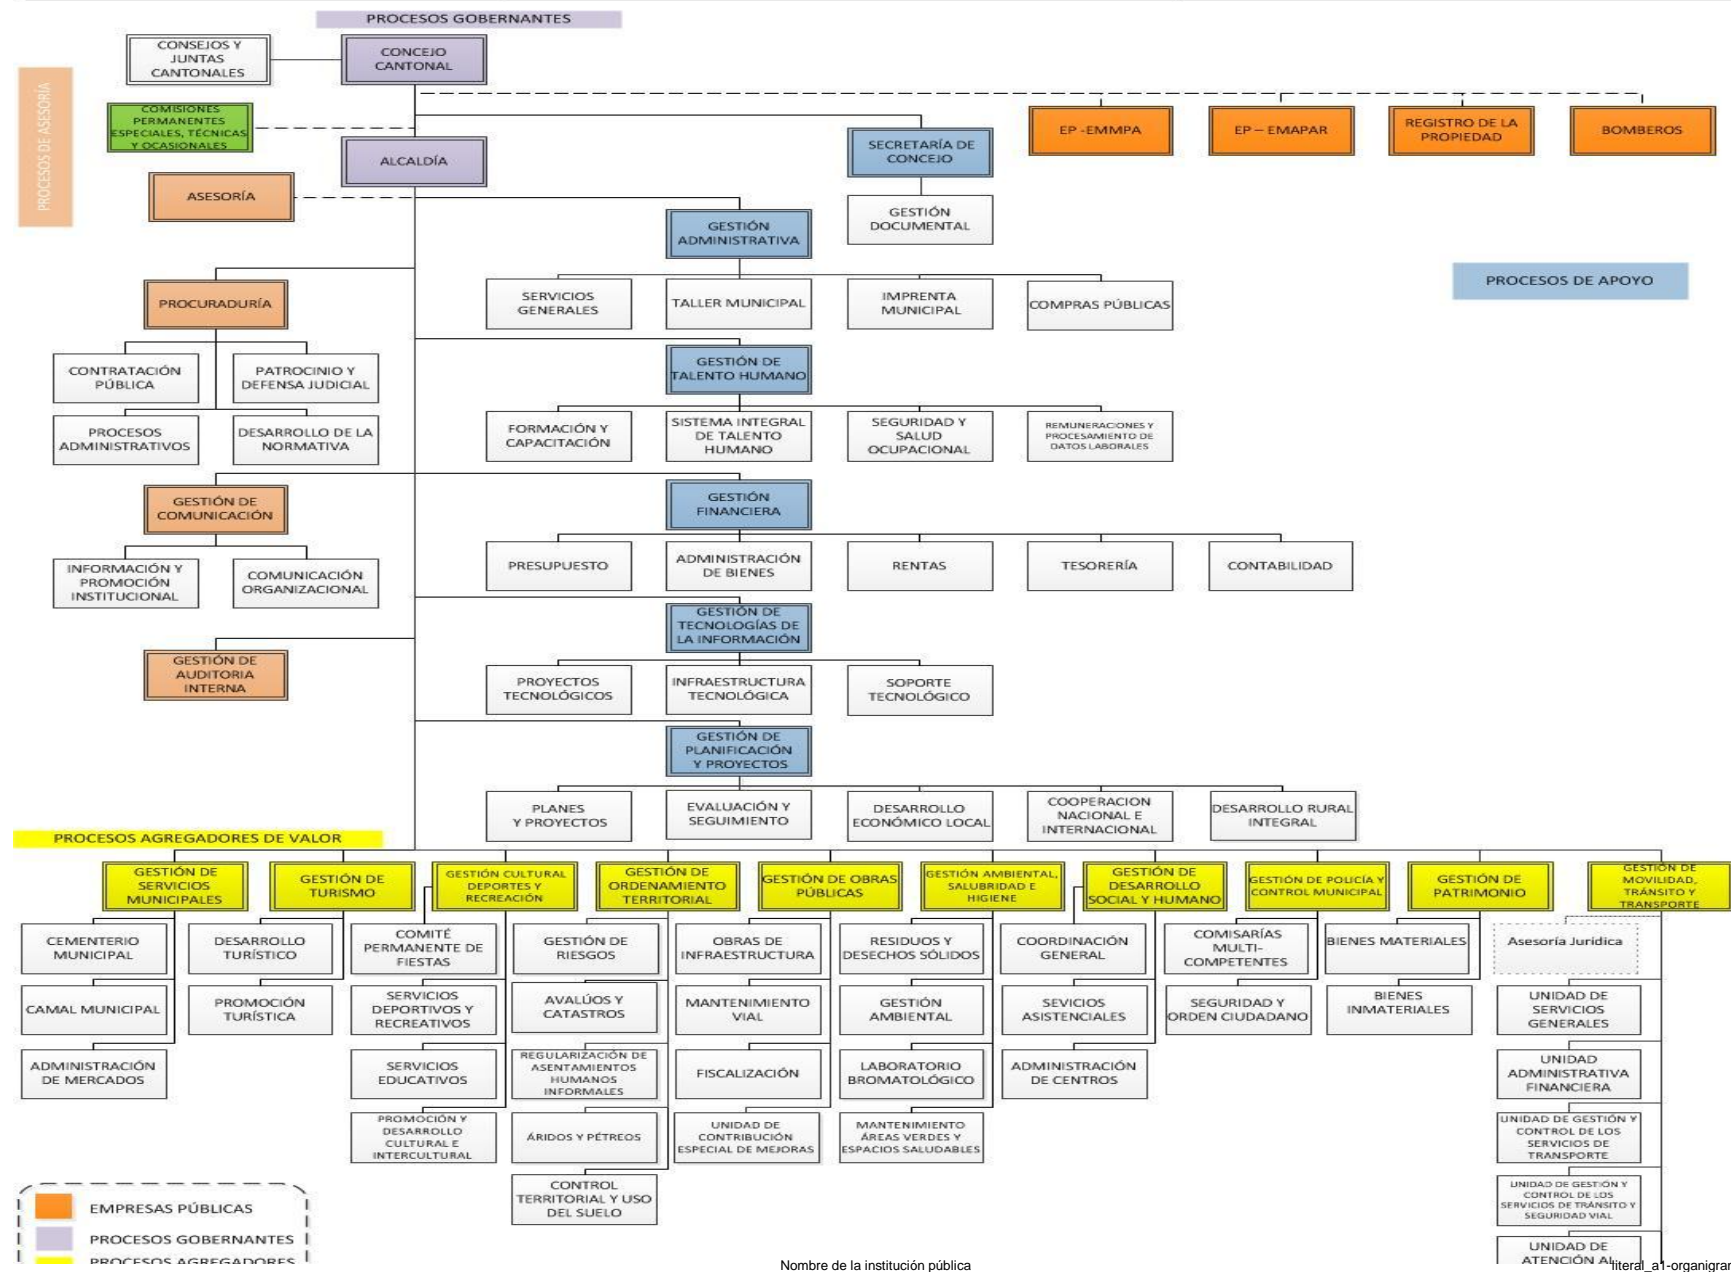 PROCESOS GOBERNANTES
CONSEJOS Y
JUNTAS
CANTONALES
CONCEJO
CANTONAL
PROCESOS DE ASESORÍA
COMISIONES
PERMANENTES
ESPECIALES, TÉCNICAS
Y OCASIONALES
EP -EMMPA
EP – EMAPAR
REGISTRO DE LA
PROPIEDAD
BOMBEROS
ALCALDÍA
SECRETARÍA DE
CONCEJO
ASESORÍA
GESTIÓN
DOCUMENTAL
GESTIÓN
ADMINISTRATIVA
PROCESOS DE APOYO
PROCURADURÍA
SERVICIOS
GENERALES
TALLER MUNICIPAL
IMPRENTA
MUNICIPAL
COMPRAS PÚBLICAS
CONTRATACIÓN
PÚBLICA
PATROCINIO Y
DEFENSA JUDICIAL
GESTIÓN DE
TALENTO HUMANO
PROCESOS
ADMINISTRATIVOS
DESARROLLO DE LA
NORMATIVA
FORMACIÓN Y
CAPACITACIÓN
SISTEMA INTEGRAL
DE TALENTO
HUMANO
SEGURIDAD Y
SALUD
OCUPACIONAL
REMUNERACIONES Y
PROCESAMIENTO DE
DATOS LABORALES
GESTIÓN DE
COMUNICACIÓN
GESTIÓN
FINANCIERA
INFORMACIÓN Y
PROMOCIÓN
INSTITUCIONAL
COMUNICACIÓN
ORGANIZACIONAL
PRESUPUESTO
ADMINISTRACIÓN
DE BIENES
RENTAS
TESORERÍA
CONTABILIDAD
GESTIÓN DE
TECNOLOGÍAS DE
LA INFORMACIÓN
GESTIÓN DE
AUDITORIA
INTERNA
PROYECTOS
TECNOLÓGICOS
INFRAESTRUCTURA
TECNOLÓGICA
SOPORTE
TECNOLÓGICO
GESTIÓN DE
PLANIFICACIÓN
Y PROYECTOS
PLANES
Y PROYECTOS
EVALUACIÓN Y
SEGUIMIENTO
DESARROLLO
ECONÓMICO LOCAL
COOPERACION
NACIONAL E
INTERNACIONAL
DESARROLLO RURAL
INTEGRAL
PROCESOS AGREGADORES DE VALOR
GESTIÓN DE
SERVICIOS
MUNICIPALES
GESTIÓN DE
TURISMO
GESTIÓN CULTURAL
DEPORTES Y
RECREACIÓN
GESTIÓN DE
ORDENAMIENTO
TERRITORIAL
GESTIÓN DE OBRAS
PÚBLICAS
GESTIÓN AMBIENTAL,
SALUBRIDAD E
HIGIENE
GESTIÓN DE
DESARROLLO
SOCIAL Y HUMANO
GESTIÓN DE POLICÍA Y
CONTROL MUNICIPAL
GESTIÓN DE
PATRIMONIO
GESTIÓN DE
MOVILIDAD,
TRÁNSITO Y
TRANSPORTE
CEMENTERIO
MUNICIPAL
DESARROLLO
TURÍSTICO
COMITÉ
PERMANENTE DE
FIESTAS
GESTIÓN DE
RIESGOS
OBRAS DE
INFRAESTRUCTURA
RESIDUOS Y
DESECHOS SÓLIDOS
COORDINACIÓN
GENERAL
COMISARÍAS
MULTI-
COMPETENTES
BIENES MATERIALES
Asesoría Jurídica
CAMAL MUNICIPAL
PROMOCIÓN
TURÍSTICA
SERVICIOS
DEPORTIVOS Y
RECREATIVOS
AVALÚOS Y
CATASTROS
MANTENIMIENTO
VIAL
GESTIÓN
AMBIENTAL
SEVICIOS
ASISTENCIALES
SEGURIDAD Y
ORDEN CIUDADANO
BIENES
INMATERIALES
UNIDAD DE
SERVICIOS
GENERALES
ADMINISTRACIÓN
DE MERCADOS
SERVICIOS
EDUCATIVOS
REGULARIZACIÓN DE
ASENTAMIENTOS
HUMANOS
INFORMALES
FISCALIZACIÓN
LABORATORIO
BROMATOLÓGICO
ADMINISTRACIÓN
DE CENTROS
UNIDAD
ADMINISTRATIVA
FINANCIERA
PROMOCIÓN Y
DESARROLLO
CULTURAL E
INTERCULTURAL
ÁRIDOS Y PÉTREOS
UNIDAD DE
CONTRIBUCIÓN
ESPECIAL DE MEJORAS
MANTENIMIENTO
ÁREAS VERDES Y
ESPACIOS SALUDABLES
UNIDAD DE GESTIÓN Y
CONTROL DE LOS
SERVICIOS DE
TRANSPORTE
CONTROL
TERRITORIAL Y USO
DEL SUELO
UNIDAD DE GESTIÓN Y
CONTROL DE LOS
SERVICIOS DE TRÁNSITO Y
SEGURIDAD VIAL
EMPRESAS PÚBLICAS
PROCESOS GOBERNANTES
PROCESOS AGREGADORES
UNIDAD DE
ATENCIÓN AL
Nombre de la institución pública
literal_a1-organigran